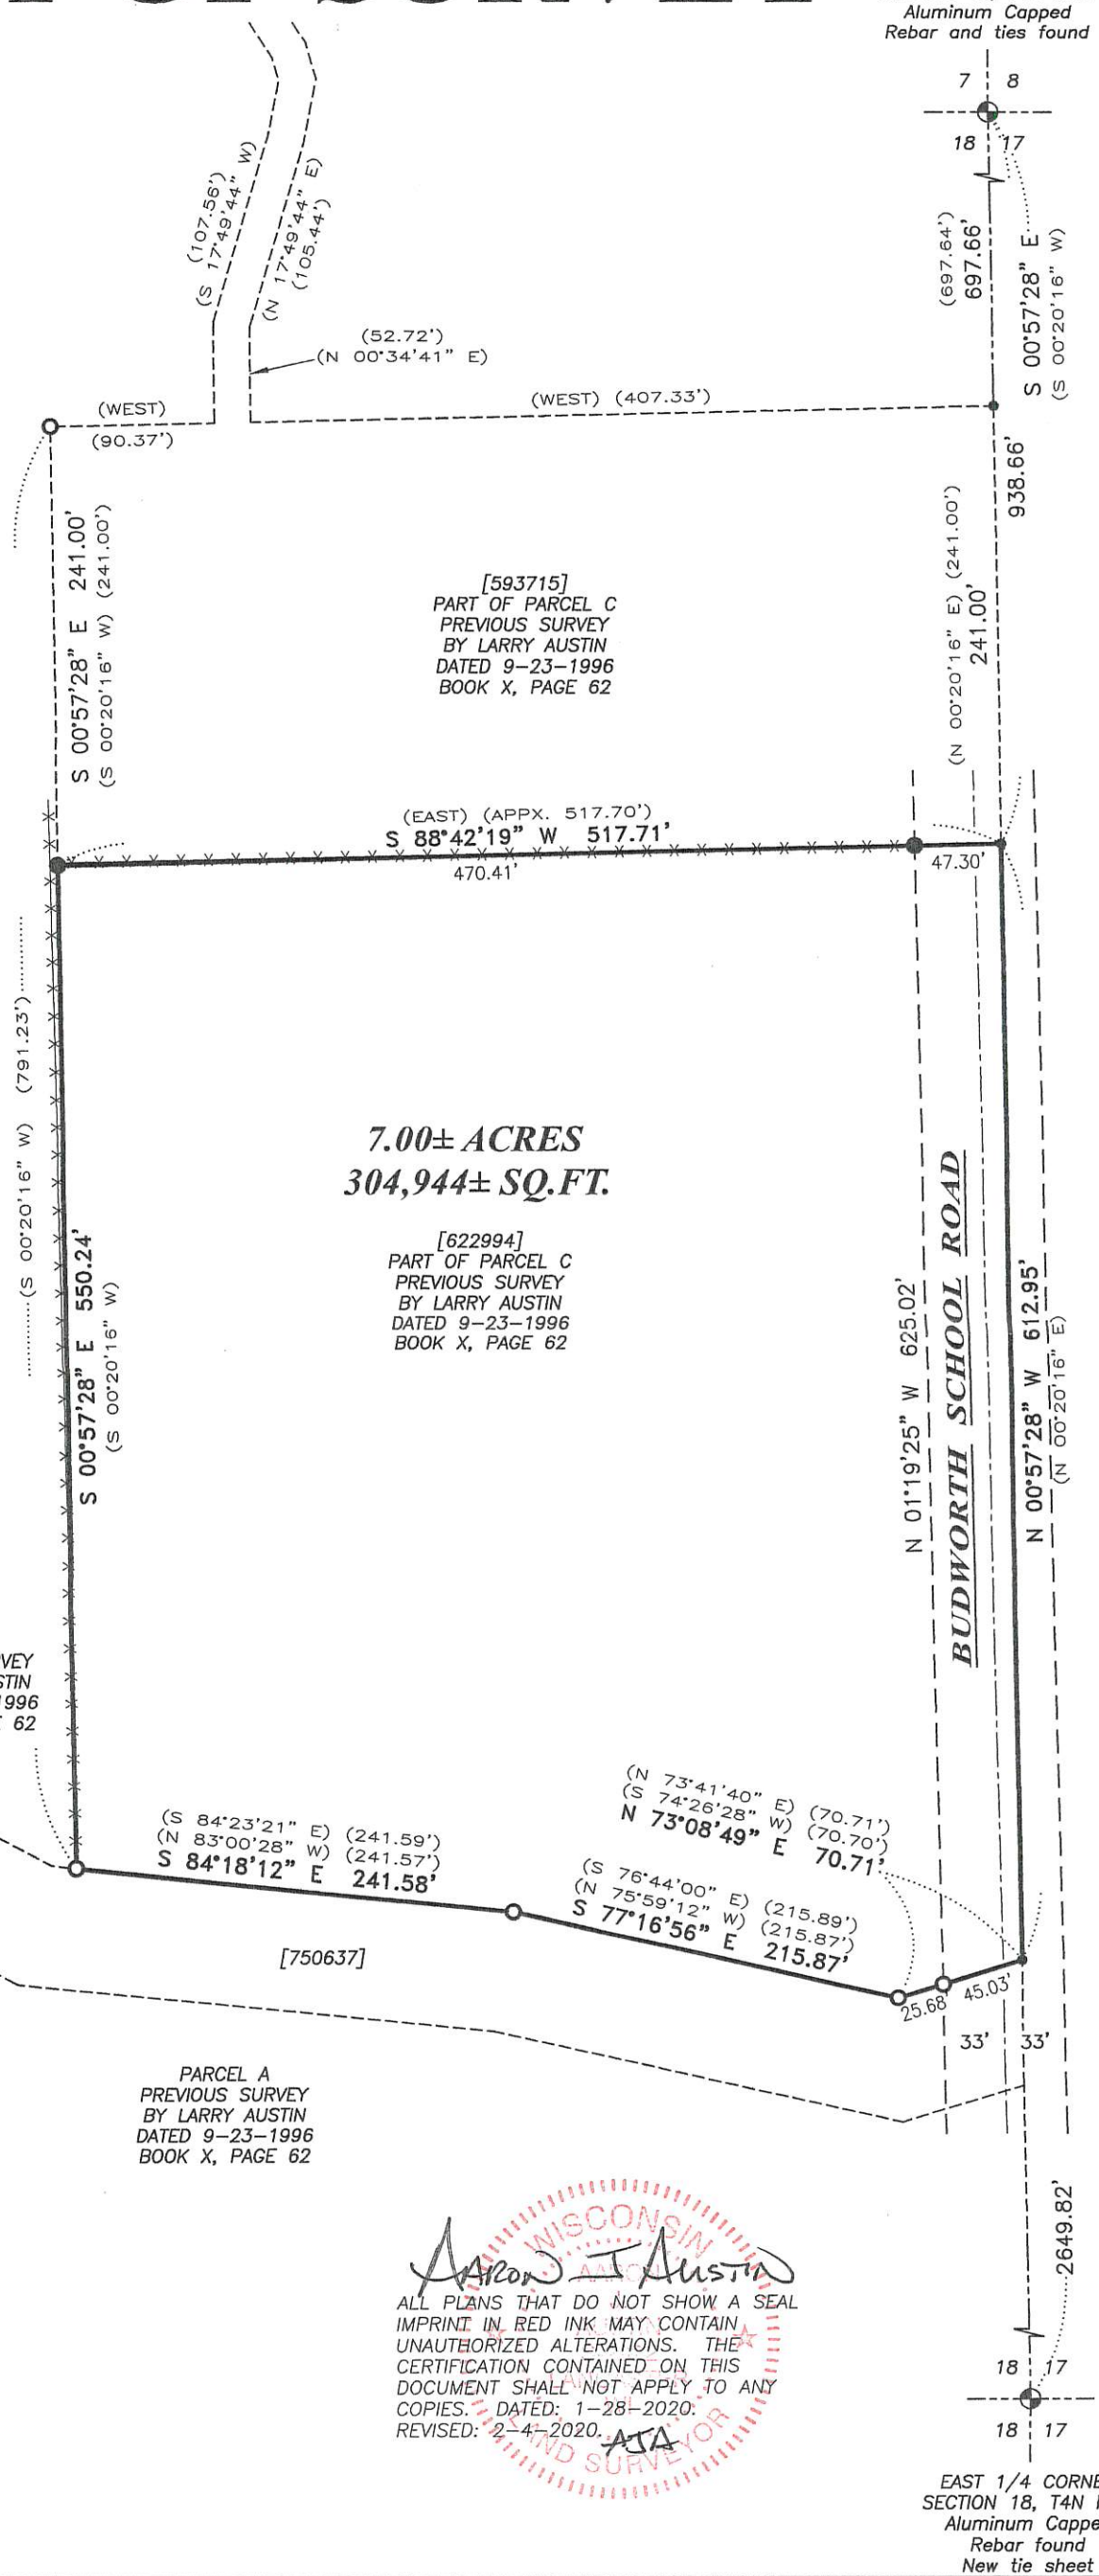 OF SURVEY
Aluminum Capped
Rebar and ties found
7 8
18 17
(107.56')
(S 17°49'44" W)
(N 17°49'44" E)
(105.44')
(697.64')
697.66'
S 00°57'28" E
(S 00°20'16" W)
(52.72')
(N 00°34'41" E)
(WEST)
(90.37')
(WEST) (407.33')
938.66'
S 00°57'28" E 241.00'
(S 00°20'16" W) (241.00')
[593715]
PART OF PARCEL C
PREVIOUS SURVEY
BY LARRY AUSTIN
DATED 9-23-1996
BOOK X, PAGE 62
(N 00°20'16" E) (241.00')
241.00'
(EAST) (APPX. 517.70')
S 88°42'19" W 517.71'
470.41'
47.30'
(S 00°20'16" W) (791.23')
7.00± ACRES
304,944± SQ.FT.
[622994]
PART OF PARCEL C
PREVIOUS SURVEY
BY LARRY AUSTIN
DATED 9-23-1996
BOOK X, PAGE 62
S 00°57'28" E 550.24'
(S 00°20'16" W)
N 01°19'25" W 625.02'
BUDWORTH SCHOOL ROAD
N 00°57'28" W 612.95'
(N 00°20'16" E)
VEY
STIN
1996
62
(S 84°23'21" E) (241.59')
(N 83°00'28" W) (241.57')
S 84°18'12" E 241.58'
(N 73°41'40" E) (70.71')
(S 74°26'28" W) (70.70')
N 73°08'49" E 70.71'
(S 76°44'00" E) (215.89')
(N 75°59'12" W) (215.87')
S 77°16'56" E 215.87'
[750637]
25.68'
45.03'
33' 33'
PARCEL A
PREVIOUS SURVEY
BY LARRY AUSTIN
DATED 9-23-1996
BOOK X, PAGE 62
2649.82'
WISCONSIN
AARON J AUSTIN
ALL PLANS THAT DO NOT SHOW A SEAL
IMPRINT IN RED INK MAY CONTAIN
UNAUTHORIZED ALTERATIONS. THE
CERTIFICATION CONTAINED ON THIS
DOCUMENT SHALL NOT APPLY TO ANY
COPIES. DATED: 1-28-2020.
REVISED: 2-4-2020.
AJA
LAND SURVEYOR
18 17
18 17
EAST 1/4 CORNE
SECTION 18, T4N
Aluminum Cappe
Rebar found
New tie sheet